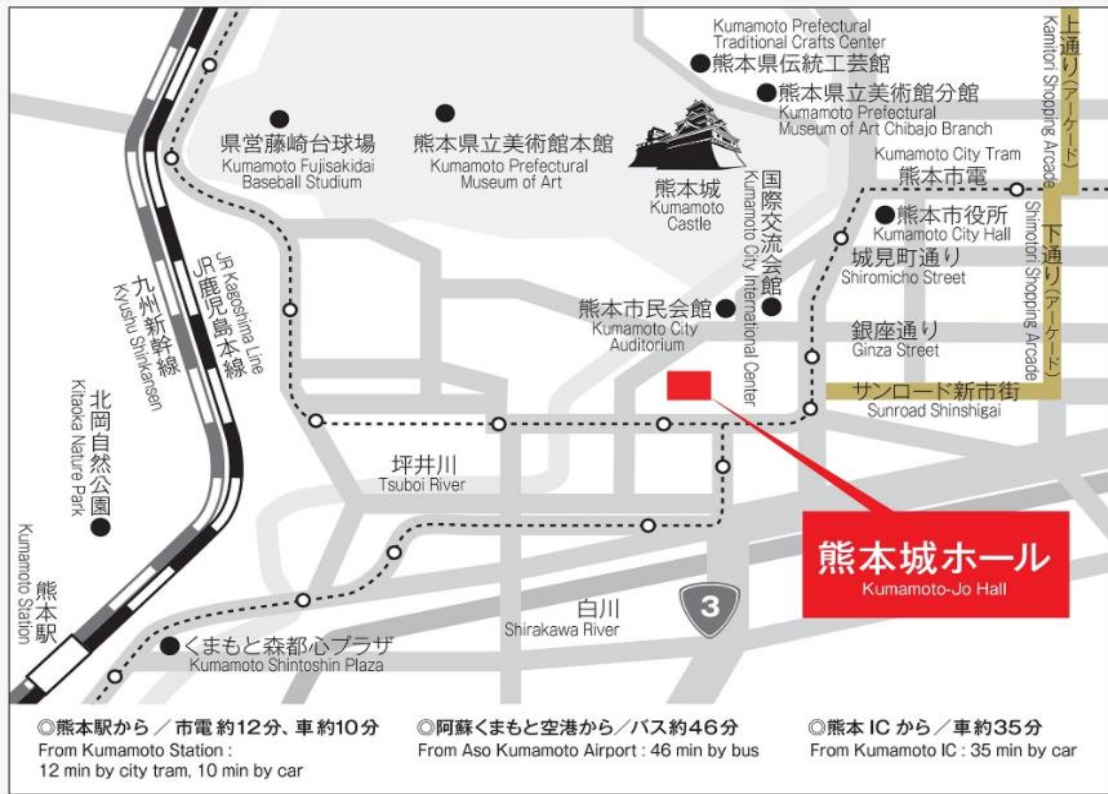 Kumamoto Prefectural
Traditional Crafts Center
熊本県伝統工芸館
熊本県立美術館分館
Kumamoto Prefectural
Museum of Art Chibajo Branch
上通り(アーケード)
Kamitori Shopping Arcade
県営藤崎台球場
Kumamoto Fujisakidai
Baseball Studium
熊本県立美術館本館
Kumamoto Prefectural
Museum of Art
熊本城
Kumamoto
Castle
国際交流会館
Kumamoto City International Center
Kumamoto City Tram
熊本市電
熊本市役所
Kumamoto City Hall
城見町通り
Shiromicho Street
下通り(アーケード)
Shimotori Shopping Arcade
熊本市民会館
Kumamoto City
Auditorium
銀座通り
Ginza Street
サンロード新市街
Sunroad Shinshigai
JR鹿児島本線
JR Kagoshima Line
九州新幹線
Kyushu Shinkansen
北岡自然公園
Kitaoka Nature Park
坪井川
Tsuboi River
熊本城ホール
Kumamoto-Jo Hall
熊本駅
Kumamoto Station
白川
Shirakawa River
3
くまもと森都心プラザ
Kumamoto Shintoshin Plaza
◎熊本駅から／市電約12分、車約10分
From Kumamoto Station :
12 min by city tram, 10 min by car
◎阿蘇くまもと空港から／バス約46分
From Aso Kumamoto Airport : 46 min by bus
◎熊本 IC から／車約35分
From Kumamoto IC : 35 min by car